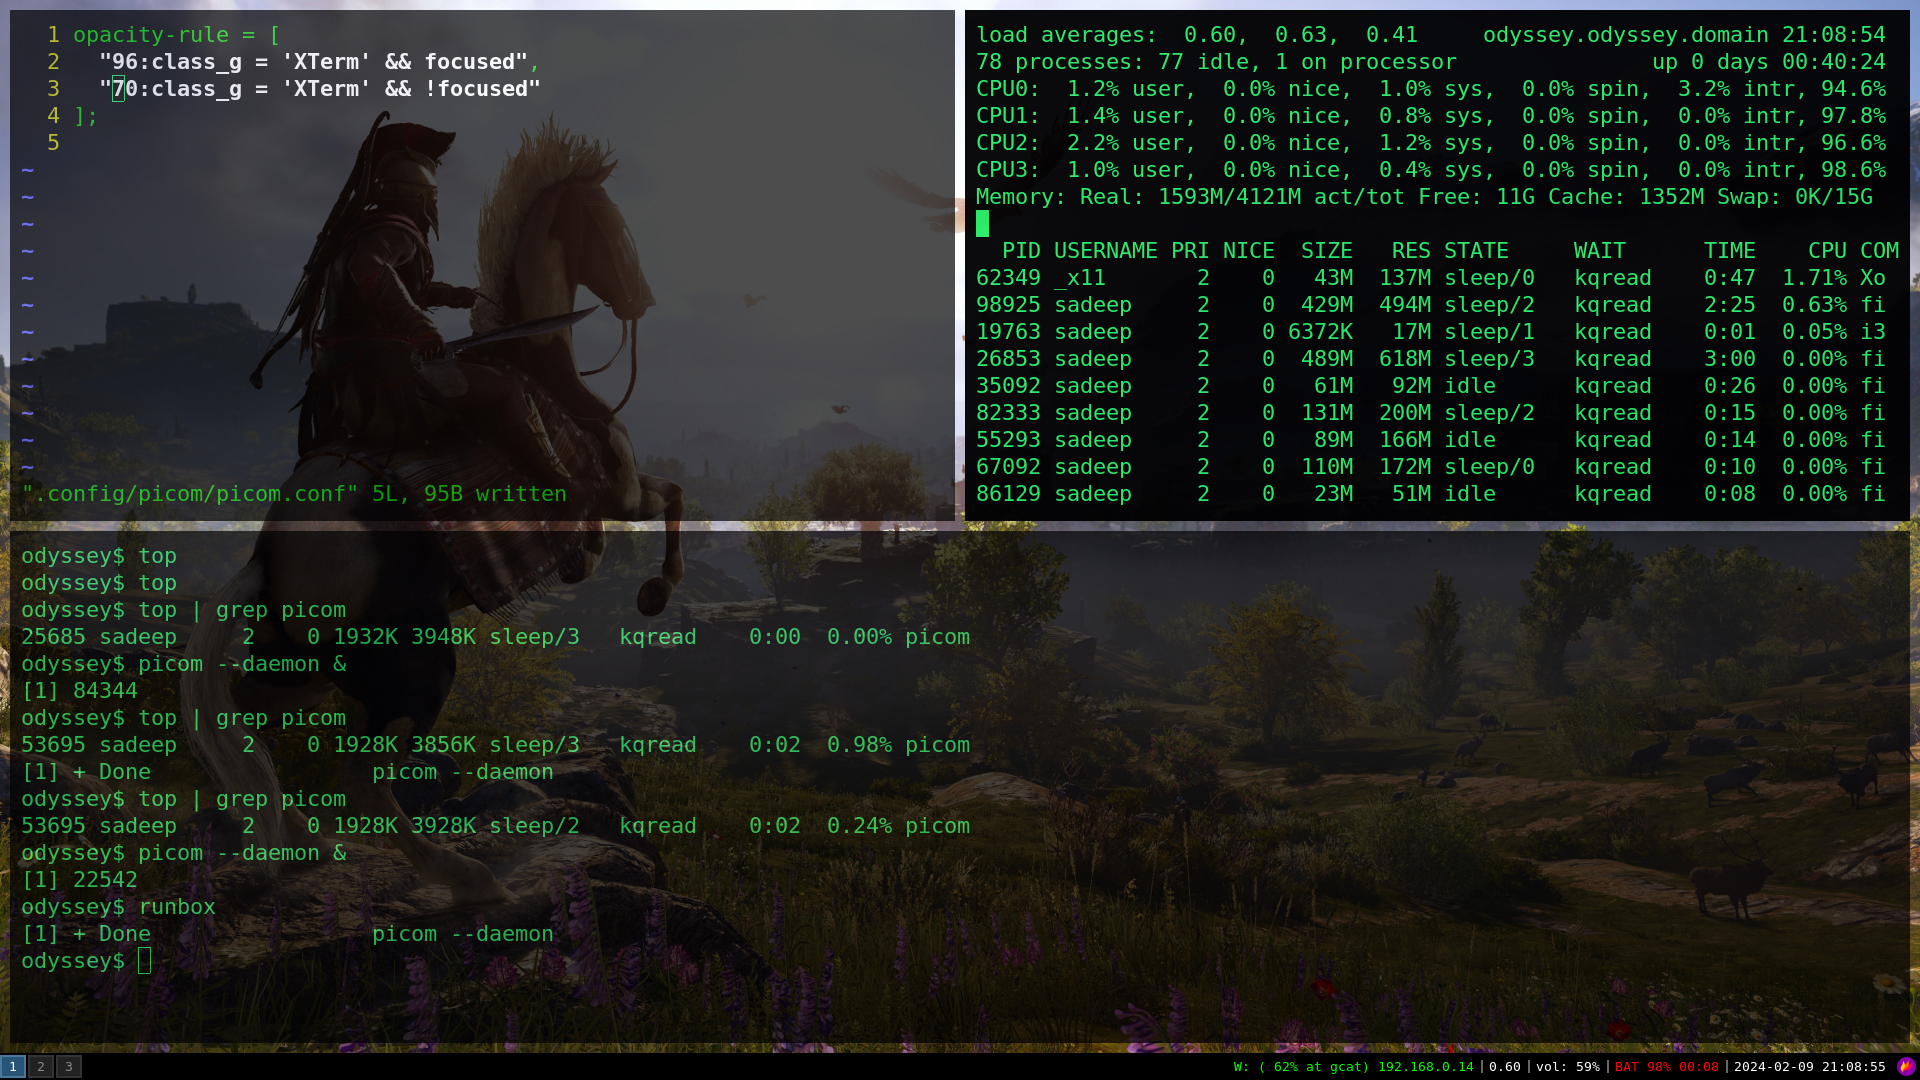 1 opacity-rule = [
2   "96:class_g = 'XTerm' && focused",
3   "70:class_g = 'XTerm' && !focused"
4 ];
5
~
~
~
~
~
~
~
~
~
~
~
~
".config/picom/picom.conf" 5L, 95B written
load averages:  0.60,  0.63,  0.41     odyssey.odyssey.domain 21:08:54
78 processes: 77 idle, 1 on processor               up 0 days 00:40:24
CPU0:  1.2% user,  0.0% nice,  1.0% sys,  0.0% spin,  3.2% intr, 94.6%
CPU1:  1.4% user,  0.0% nice,  0.8% sys,  0.0% spin,  0.0% intr, 97.8%
CPU2:  2.2% user,  0.0% nice,  1.2% sys,  0.0% spin,  0.0% intr, 96.6%
CPU3:  1.0% user,  0.0% nice,  0.4% sys,  0.0% spin,  0.0% intr, 98.6%
Memory: Real: 1593M/4121M act/tot Free: 11G Cache: 1352M Swap: 0K/15G
  PID USERNAME PRI NICE  SIZE   RES STATE     WAIT      TIME    CPU COM
62349 _x11       2    0   43M  137M sleep/0   kqread    0:47  1.71% Xo
98925 sadeep     2    0  429M  494M sleep/2   kqread    2:25  0.63% fi
19763 sadeep     2    0 6372K   17M sleep/1   kqread    0:01  0.05% i3
26853 sadeep     2    0  489M  618M sleep/3   kqread    3:00  0.00% fi
35092 sadeep     2    0   61M   92M idle      kqread    0:26  0.00% fi
82333 sadeep     2    0  131M  200M sleep/2   kqread    0:15  0.00% fi
55293 sadeep     2    0   89M  166M idle      kqread    0:14  0.00% fi
67092 sadeep     2    0  110M  172M sleep/0   kqread    0:10  0.00% fi
86129 sadeep     2    0   23M   51M idle      kqread    0:08  0.00% fi
odyssey$ top
odyssey$ top
odyssey$ top | grep picom
25685 sadeep     2    0 1932K 3948K sleep/3   kqread    0:00  0.00% picom
odyssey$ picom --daemon &
[1] 84344
odyssey$ top | grep picom
53695 sadeep     2    0 1928K 3856K sleep/3   kqread    0:02  0.98% picom
[1] + Done                 picom --daemon
odyssey$ top | grep picom
53695 sadeep     2    0 1928K 3928K sleep/2   kqread    0:02  0.24% picom
odyssey$ picom --daemon &
[1] 22542
odyssey$ runbox
[1] + Done                 picom --daemon
odyssey$
1 2 3 W: ( 62% at gcat) 192.168.0.14 | 0.60 | vol: 59% | BAT 98% 00:08 | 2024-02-09 21:08:55